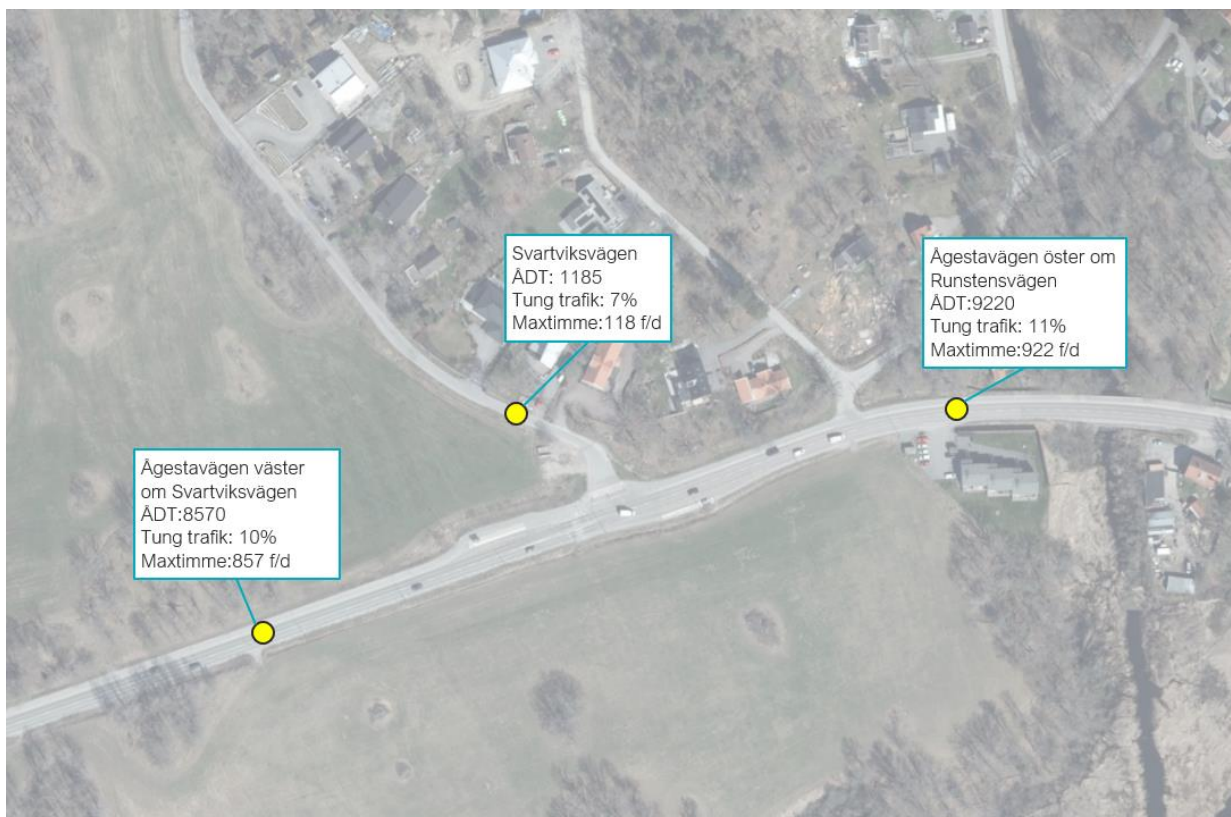 Svartviksvägen
ÅDT: 1185
Tung trafik: 7%
Maxtimme:118 f/d
Ågestavägen öster om
Runstensvägen
ÅDT:9220
Tung trafik: 11%
Maxtimme:922 f/d
Ågestavägen väster
om Svartviksvägen
ÅDT:8570
Tung trafik: 10%
Maxtimme:857 f/d